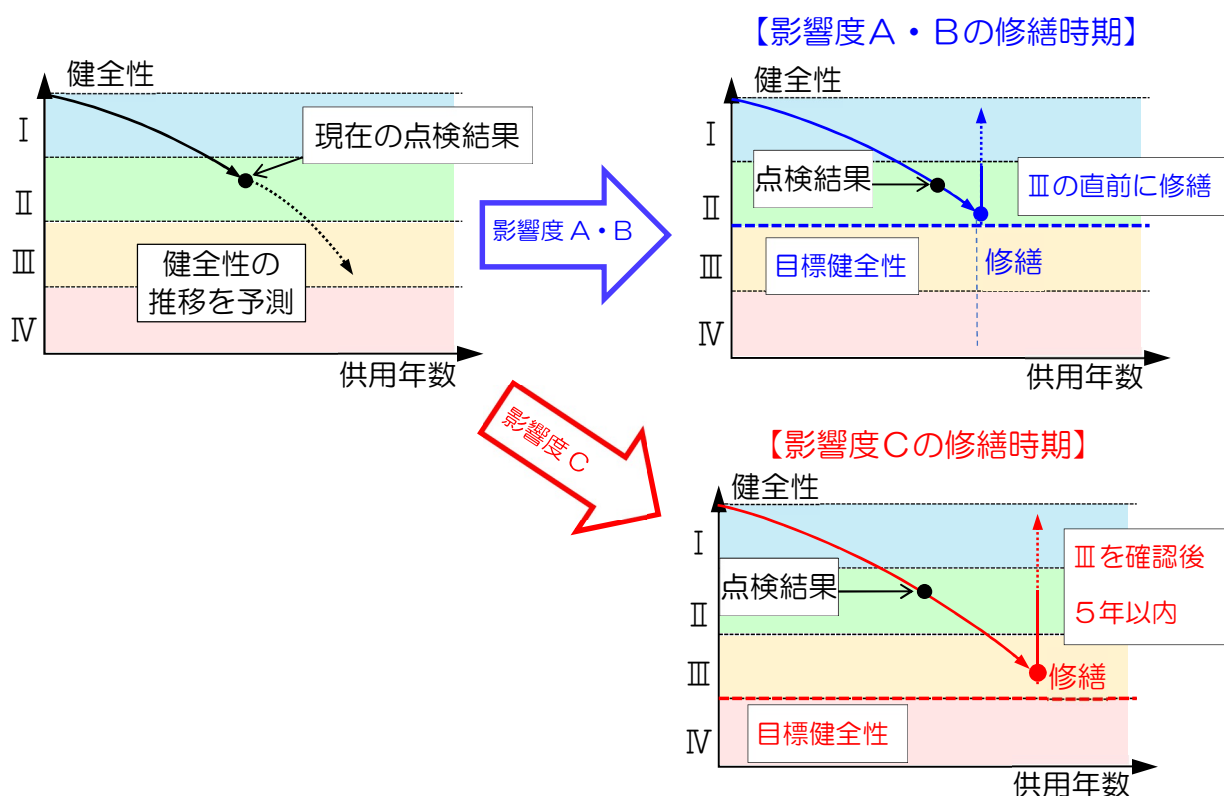 健全性
Ⅰ
Ⅱ
Ⅲ
Ⅳ
現在の点検結果
健全性の
推移を予測
供用年数
影響度 A・B
【影響度A・Bの修繕時期】
健全性
Ⅰ
Ⅱ
Ⅲ
Ⅳ
点検結果
Ⅲの直前に修繕
目標健全性
修繕
供用年数
影響度 C
【影響度Cの修繕時期】
健全性
Ⅰ
Ⅱ
Ⅲ
Ⅳ
点検結果
Ⅲを確認後
5年以内
修繕
目標健全性
供用年数